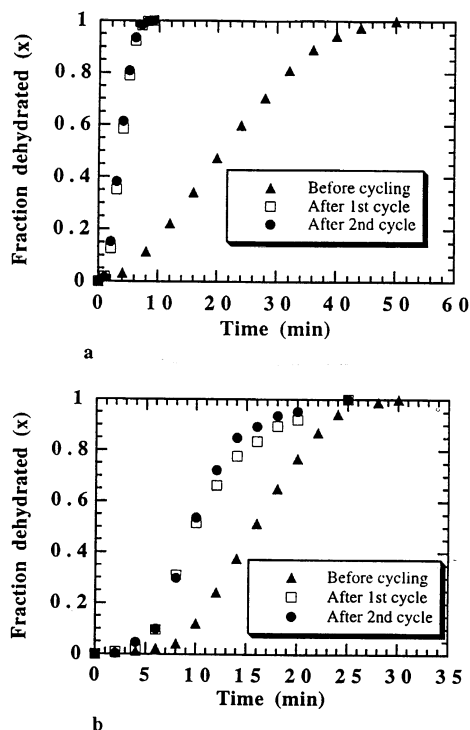 1
0.8
0.6
0.4
0.2
0
Fraction dehydrated (x)
Before cycling
After 1st cycle
After 2nd cycle
0 10 20 30 40 50 60
Time (min)
a
1
0.8
0.6
0.4
0.2
0
Fraction dehydrated (x)
Before cycling
After 1st cycle
After 2nd cycle
0 5 10 15 20 25 30 35
Time (min)
b